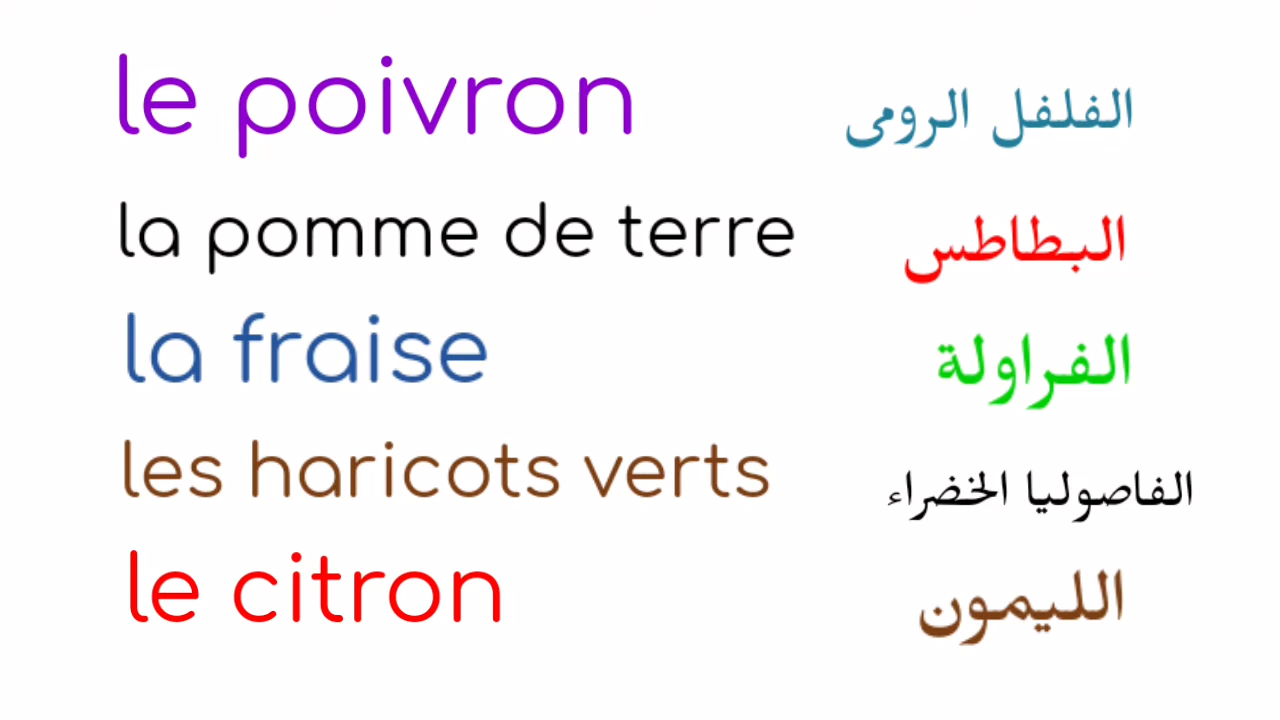 le poivron الفلفل الرومى
la pomme de terre البطاطس
la fraise الفراولة
les haricots verts الفاصوليا الخضراء
le citron الليمون